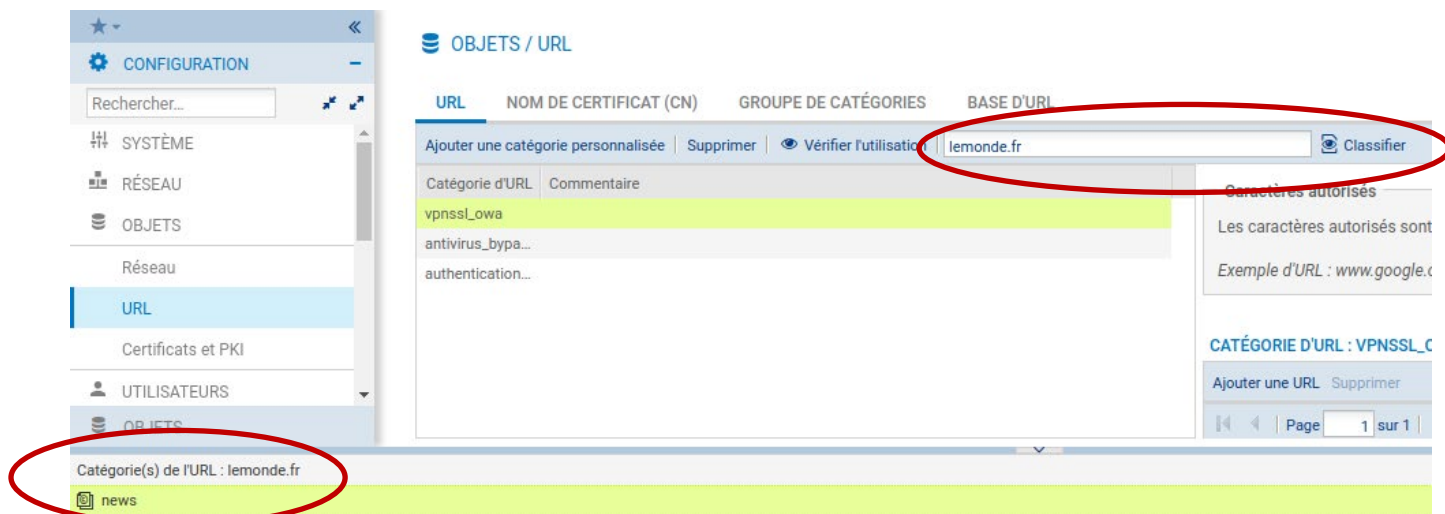 CONFIGURATION
Rechercher...
SYSTÈME
RÉSEAU
OBJETS
Réseau
URL
Certificats et PKI
UTILISATEURS
OBJETS
OBJETS / URL
URL NOM DE CERTIFICAT (CN) GROUPE DE CATÉGORIES BASE D'URL
Ajouter une catégorie personnalisée Supprimer Vérifier l'utilisation lemonde.fr Classifier
Catégorie d'URL Commentaire
vpnssl_owa
antivirus_bypa...
authentication...
Caractères autorisés
Les caractères autorisés sont
Exemple d'URL : www.google.c
CATÉGORIE D'URL : VPNSSL_O
Ajouter une URL Supprimer
Page 1 sur 1
Catégorie(s) de l'URL : lemonde.fr
news